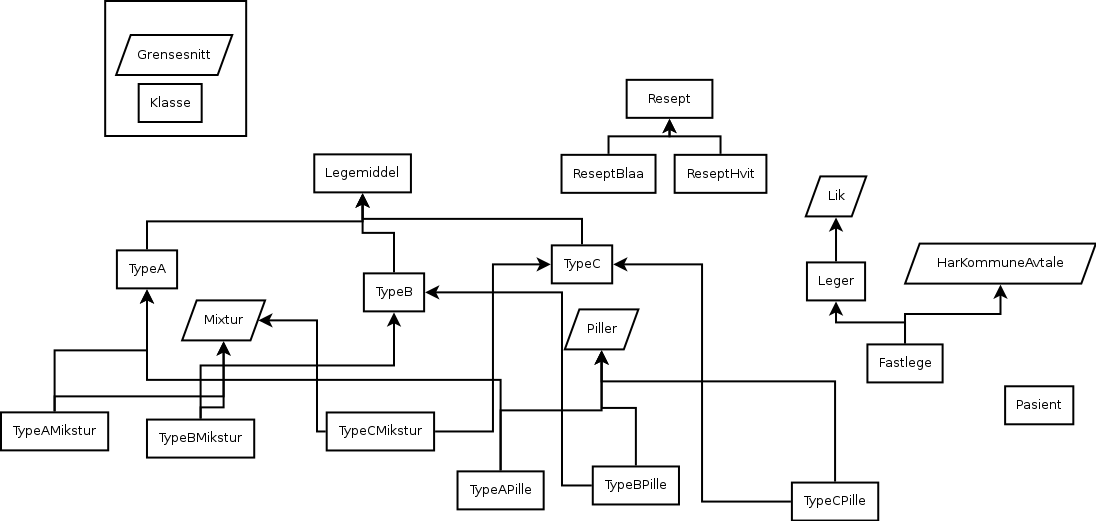 Grensesnitt
Klasse
Resept
ReseptBlaa
ReseptHvit
Legemiddel
Lik
TypeA
TypeB
TypeC
Leger
HarKommuneAvtale
Mixtur
Piller
Fastlege
Pasient
TypeAMikstur
TypeBMikstur
TypeCMikstur
TypeAPille
TypeBPille
TypeCPille